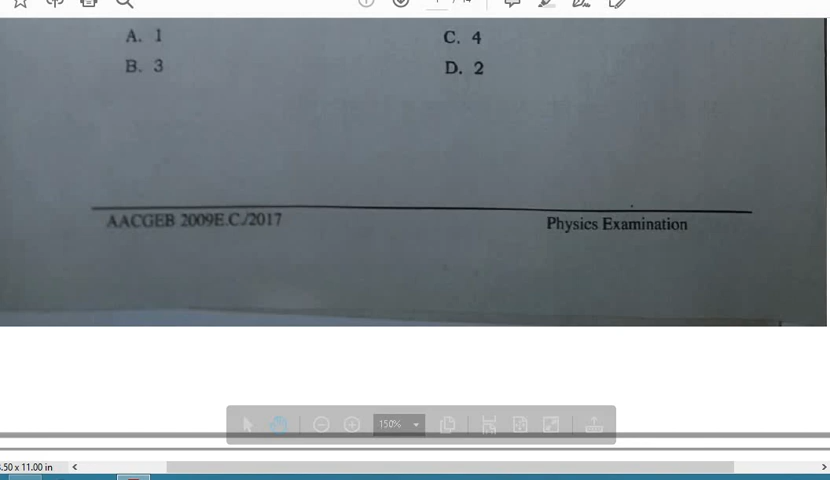 A. 1
C. 4
B. 3
D. 2
AACGEB 2009E.C./2017
Physics Examination
150%
.50 x 11.00 in